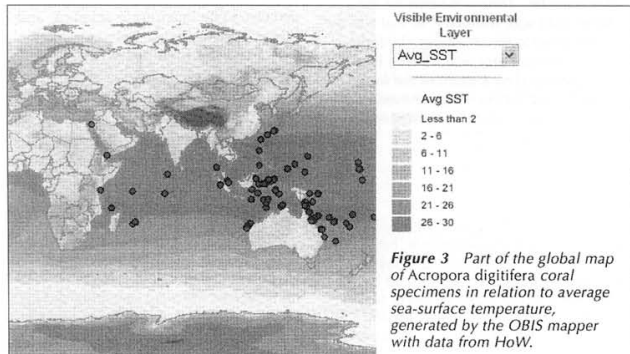 Visible Environmental
Layer
Avg_SST
Avg SST
Less than 2
2 - 6
6 - 11
11 - 16
16 - 21
21 - 26
26 - 30
Figure 3 Part of the global map
of Acropora digitifera coral
specimens in relation to average
sea-surface temperature,
generated by the OBIS mapper
with data from HoW.